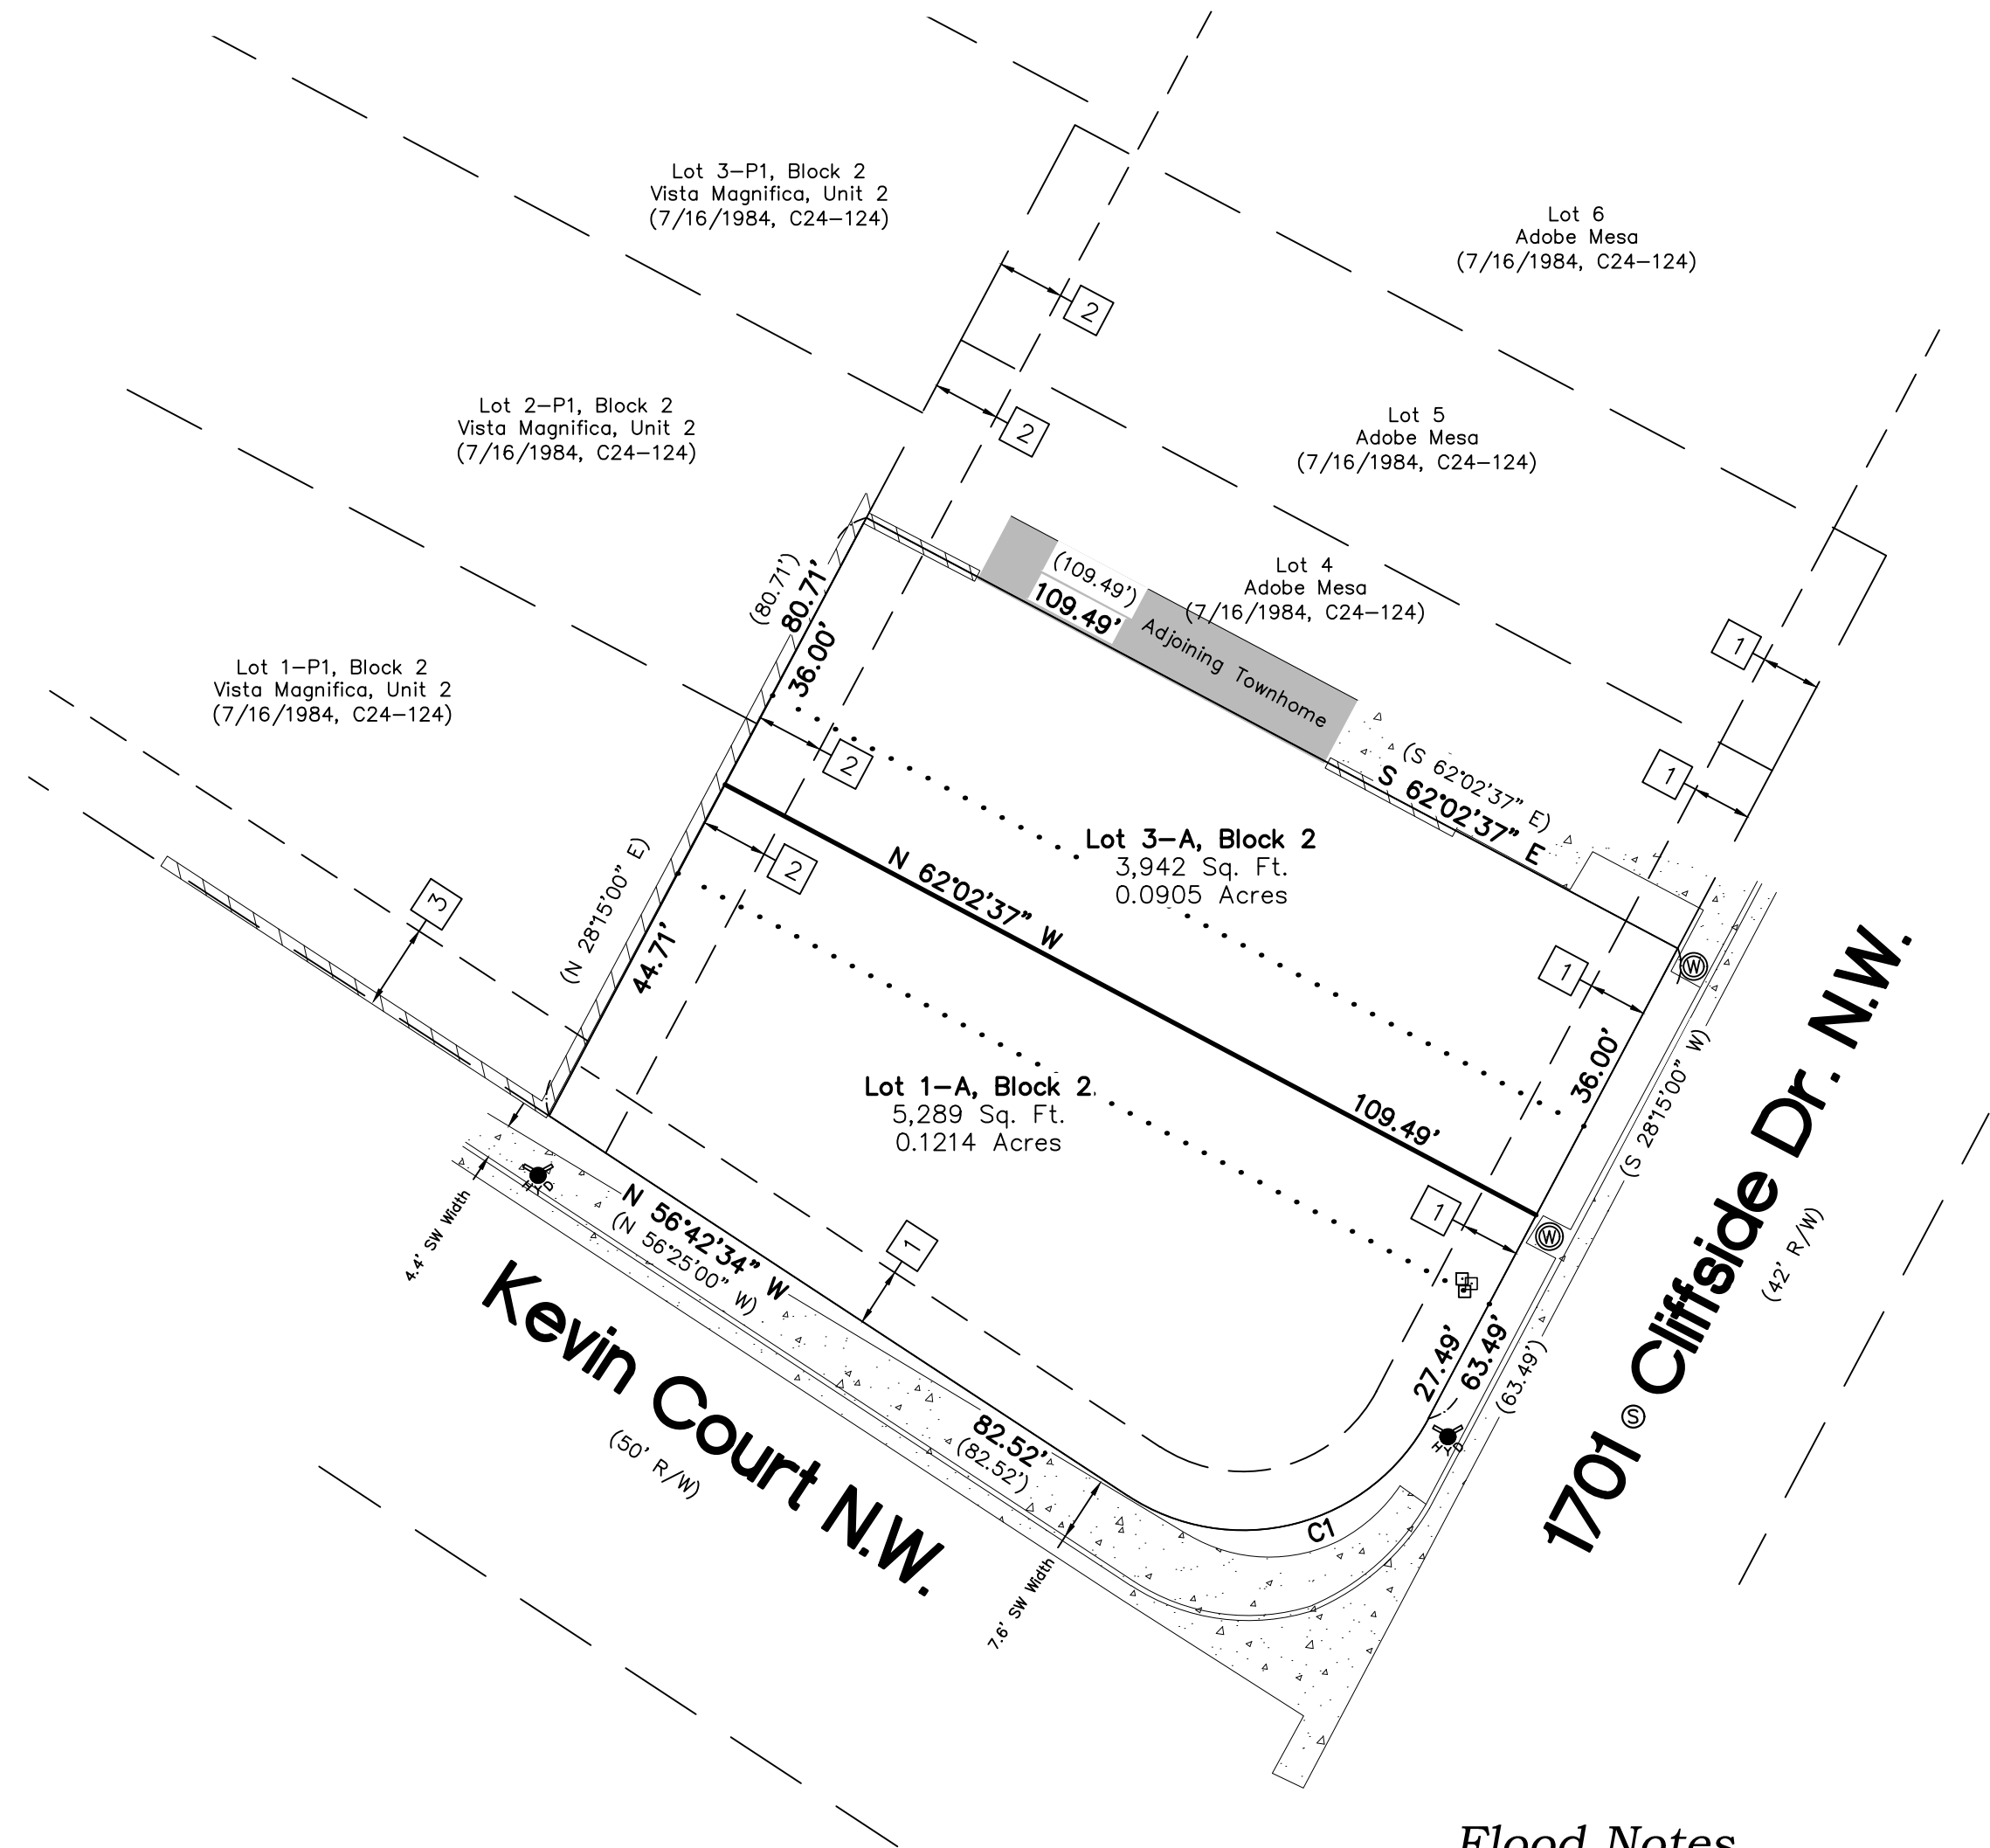 Lot 3-P1, Block 2
Vista Magnifica, Unit 2
(7/16/1984, C24-124)
Lot 6
Adobe Mesa
(7/16/1984, C24-124)
2
Lot 2-P1, Block 2
Vista Magnifica, Unit 2
(7/16/1984, C24-124)
2
Lot 5
Adobe Mesa
(7/16/1984, C24-124)
Lot 4
Adobe Mesa
(7/16/1984, C24-124)
(109.49')
109.49'
Adjoining Townhome
(80.71')
80.71'
36.00'
1
Lot 1-P1, Block 2
Vista Magnifica, Unit 2
(7/16/1984, C24-124)
2
1
(S 62°02'37" E)
S 62°02'37" E
Lot 3-A, Block 2
3,942 Sq. Ft.
0.0905 Acres
2
N 62°02'37" W
109.49'
3
(N 28°15'00" E)
44.71'
1
W
36.00'
(S 28°15'00" W)
Lot 1-A, Block 2
5,289 Sq. Ft.
0.1214 Acres
HYD
N 56°42'34" W
(N 56°25'00" W)
4.4' SW Width
1
1
W
Kevin Court N.W.
(50' R/W)
82.52'
(82.52')
27.49'
63.49'
(63.49')
HYD
C1
7.6' SW Width
1701 S Cliffside Dr. N.W.
(42' R/W)
Flood Notes